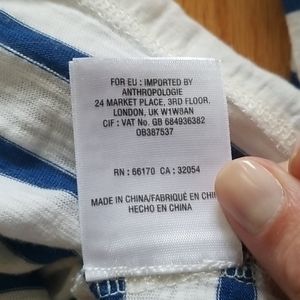 FOR EU : IMPORTED BY
ANTHROPOLOGIE
24 MARKET PLACE, 3RD FLOOR,
LONDON, UK W1W8AN
CIF : VAT No. GB 684936382
OB387537
RN : 66170 CA : 32054
MADE IN CHINA/FABRIQUÉ EN CHI
HECHO EN CHINA